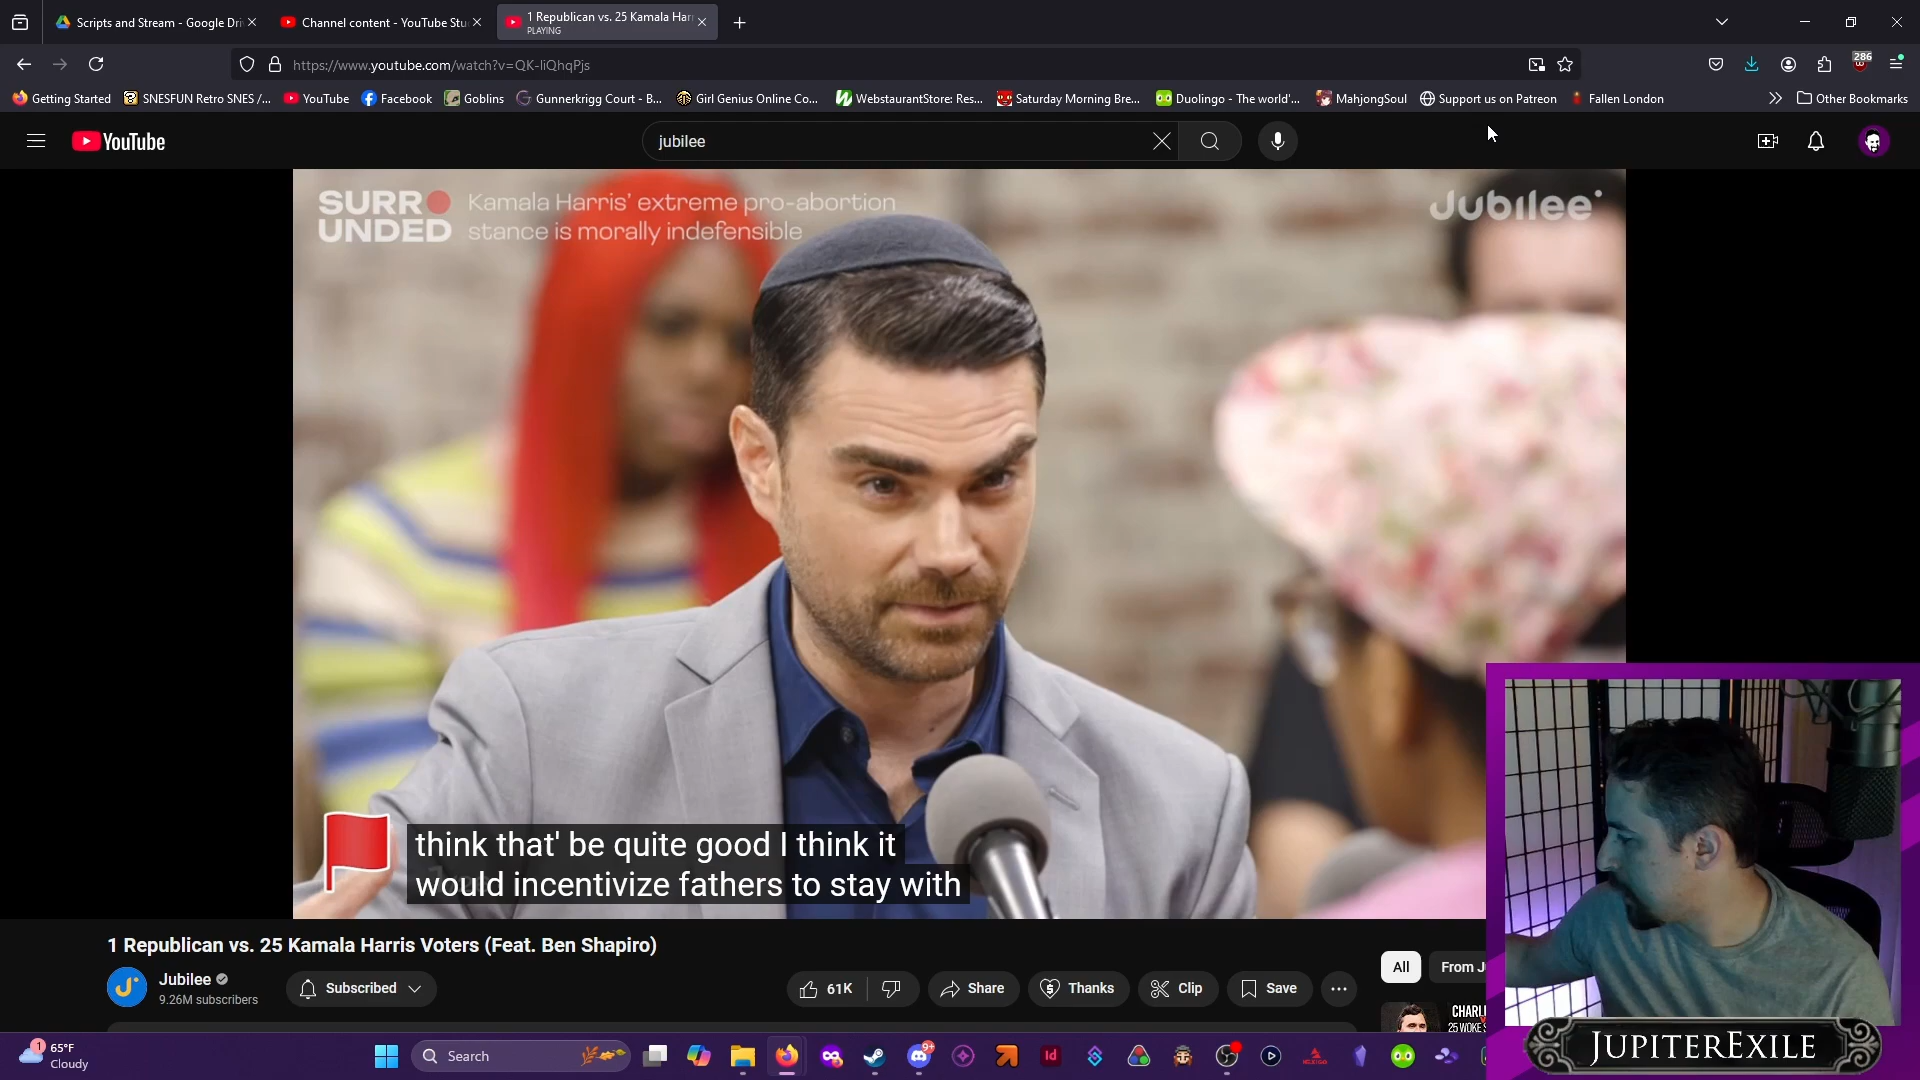 Scripts and Stream - Google Dri
Channel content - YouTube Stu
1 Republican vs. 25 Kamala Har
PLAYING
https://www.youtube.com/watch?v=QK-liQhqPjs
286
Getting Started
SNESFUN Retro SNES /...
YouTube
Facebook
Goblins
Gunnerkrigg Court - B...
Girl Genius Online Co...
WebstaurantStore: Res...
Saturday Morning Bre...
Duolingo - The world'...
MahjongSoul
Support us on Patreon
Fallen London
Other Bookmarks
YouTube
jubilee
SURROUNDED
Kamala Harris' extreme pro-abortion
stance is morally indefensible
Jubilee
think that' be quite good I think it
would incentivize fathers to stay with
1 Republican vs. 25 Kamala Harris Voters (Feat. Ben Shapiro)
Jubilee
9.26M subscribers
Subscribed
61K
Share
Thanks
Clip
Save
All
From Ju
CHARLI
25 WOKE S
JUPITEREXILE
1
65°F
Cloudy
Search
9+
Id